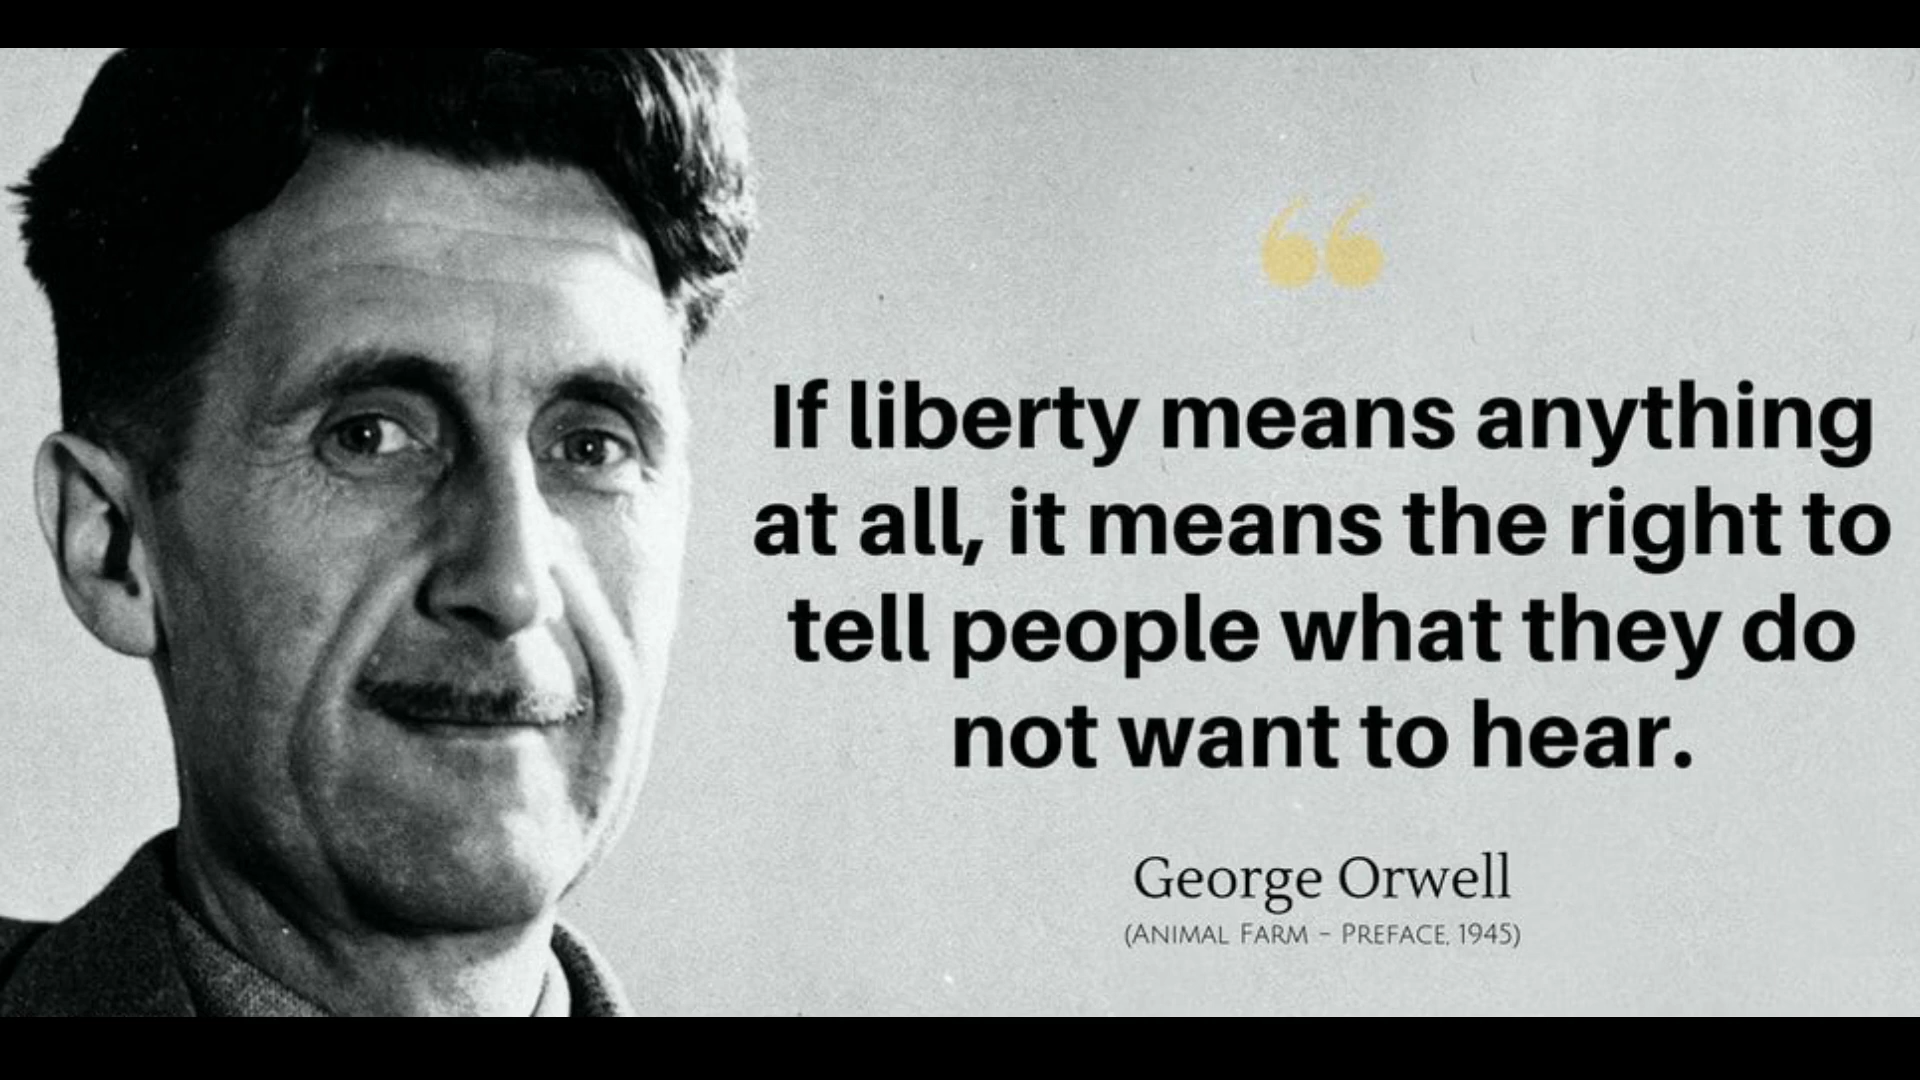 “
If liberty means anything
at all, it means the right to
tell people what they do
not want to hear.
George Orwell
(Animal Farm – Preface, 1945)